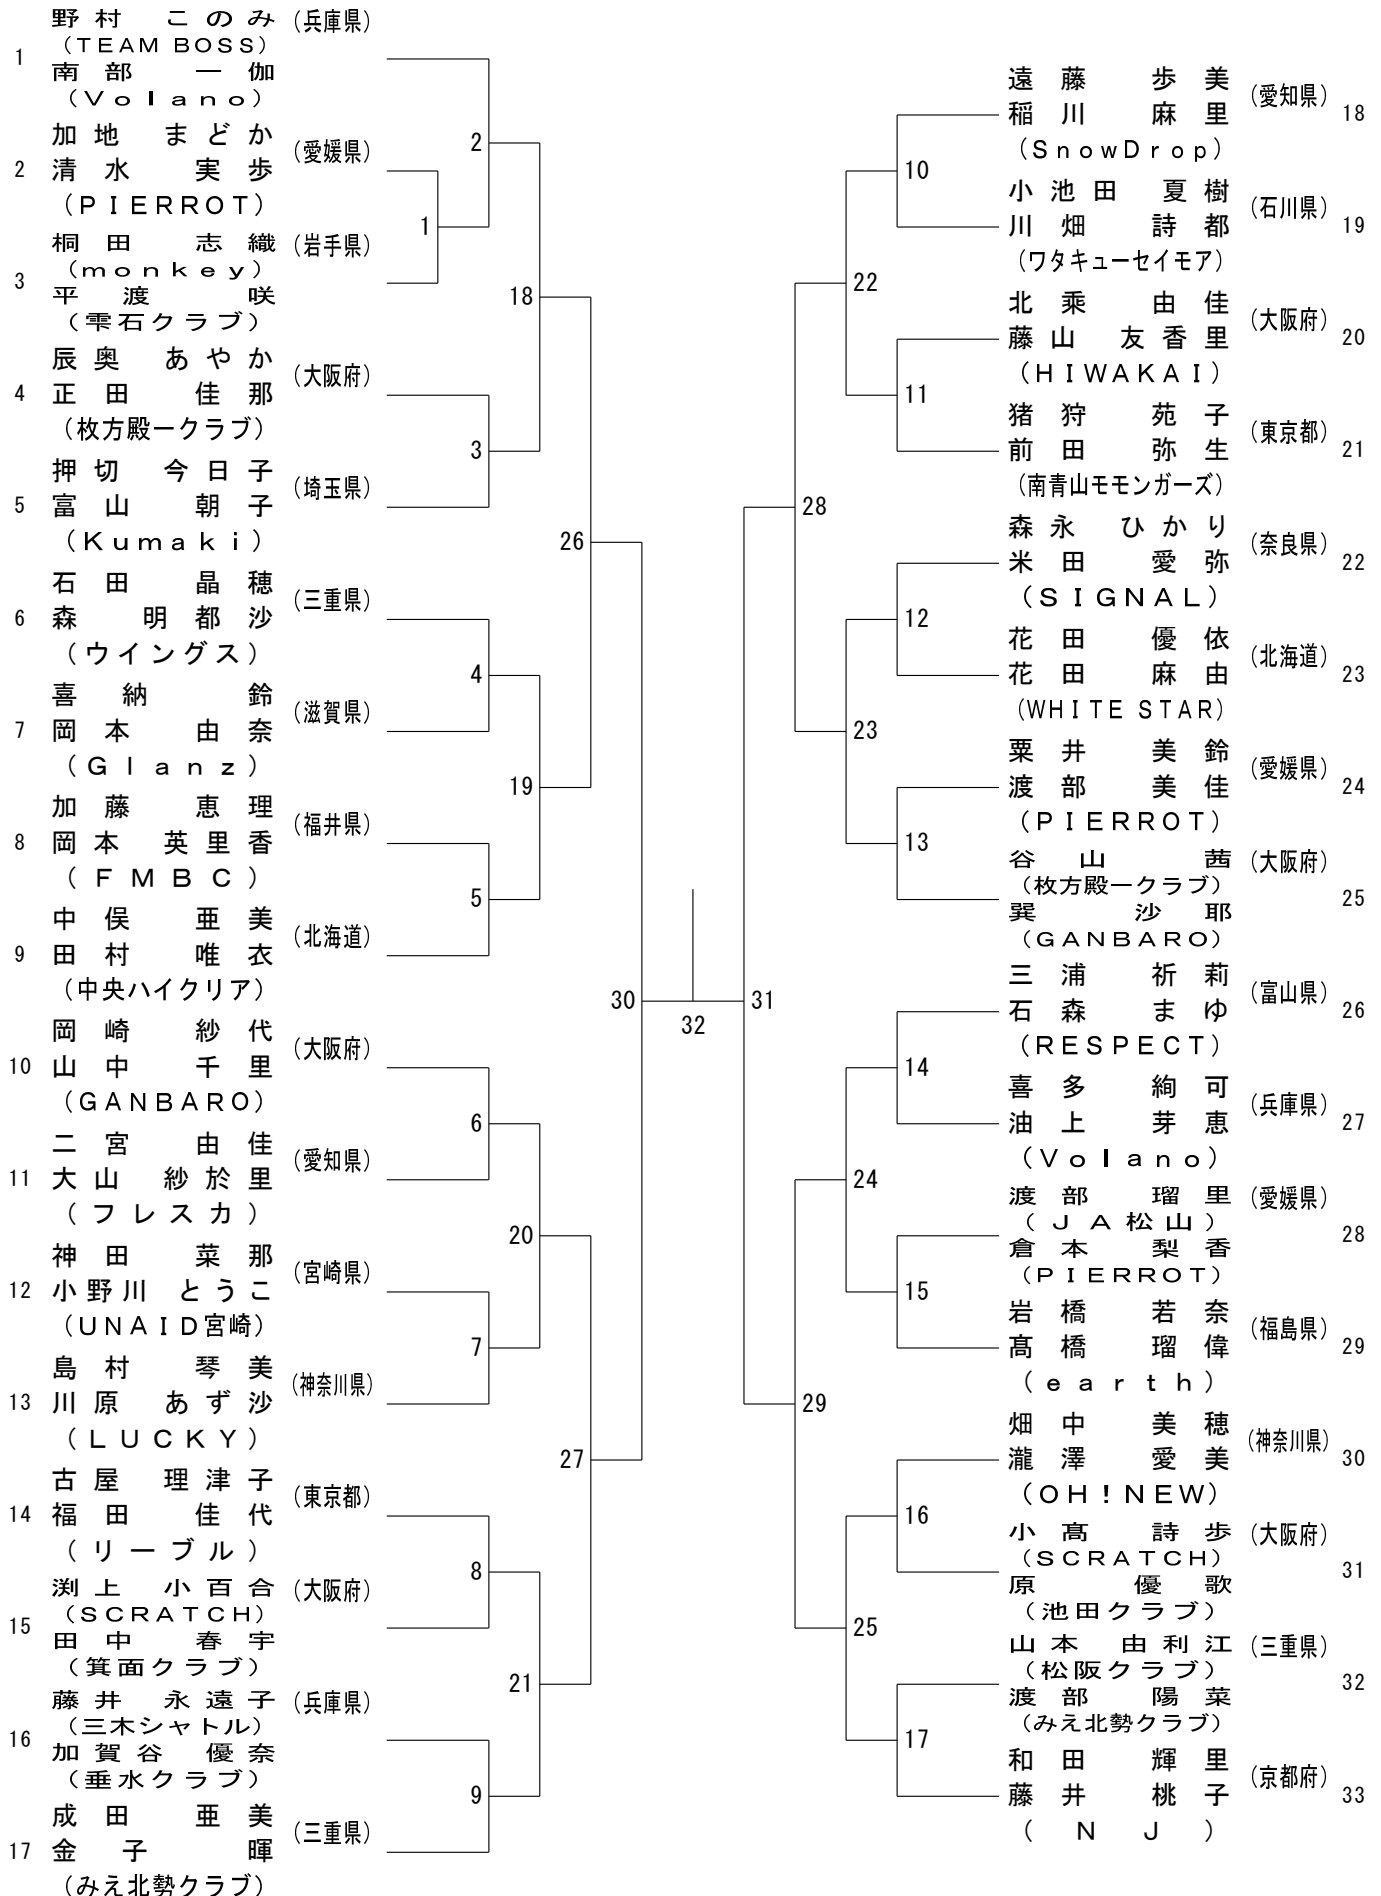 野村 このみ (兵庫県)
(TEAM BOSS)
1
南部 一伽
(Volano)
加地 まどか
(愛媛県)
2 清水 実歩
(PIERROT)
桐田 志織 (岩手県)
(monkey)
3
平渡 咲
(雫石クラブ)
辰奥 あやか
(大阪府)
4 正田 佳那
(枚方殿一クラブ)
押切 今日子
(埼玉県)
5 富山 朝子
(Kumaki)
石田 晶穂
(三重県)
6 森 明都沙
(ウイングス)
喜納 鈴
(滋賀県)
7 岡本 由奈
(Glanz)
加藤 恵理
(福井県)
8 岡本 英里香
(FMBC)
中俣 亜美
(北海道)
9 田村 唯衣
(中央ハイクリア)
岡崎 紗代
(大阪府)
10 山中 千里
(GANBARO)
二宮 由佳
(愛知県)
11 大山 紗於里
(フレスカ)
神田 菜那
(宮崎県)
12 小野川 とうこ
(UNAID宮崎)
島村 琴美
(神奈川県)
13 川原 あず沙
(LUCKY)
古屋 理津子
(東京都)
14 福田 佳代
(リーブル)
渕上 小百合 (大阪府)
(SCRATCH)
15
田中 春宇
(箕面クラブ)
藤井 永遠子 (兵庫県)
(三木シャトル)
16
加賀谷 優奈
(垂水クラブ)
成田 亜美
(三重県)
17 金子 暉
(みえ北勢クラブ)
2
1
18
3
26
4
19
5
30
6
20
7
27
8
21
9
32
31
10
22
11
28
12
23
13
14
24
15
29
16
25
17
遠藤 歩美
(愛知県)
稲川 麻里 18
(SnowDrop)
小池田 夏樹
(石川県)
川畑 詩都 19
(ワタキューセイモア)
北乘 由佳
(大阪府)
藤山 友香里 20
(HIWAKAI)
猪狩 苑子
(東京都)
前田 弥生 21
(南青山モモンガーズ)
森永 ひかり
(奈良県)
米田 愛弥 22
(SIGNAL)
花田 優依
(北海道)
花田 麻由 23
(WHITE STAR)
粟井 美鈴
(愛媛県)
渡部 美佳 24
(PIERROT)
谷山 茜 (大阪府)
(枚方殿一クラブ)
25
巽 沙耶
(GANBARO)
三浦 祈莉
(富山県)
石森 まゆ 26
(RESPECT)
喜多 絢可
(兵庫県)
油上 芽恵 27
(Volano)
渡部 瑠里 (愛媛県)
(JA松山)
28
倉本 梨香
(PIERROT)
岩橋 若奈
(福島県)
髙橋 瑠偉 29
(earth)
畑中 美穂
(神奈川県)
瀧澤 愛美 30
(OH!NEW)
小髙 詩歩 (大阪府)
(SCRATCH)
31
原 優歌
(池田クラブ)
山本 由利江 (三重県)
(松阪クラブ)
32
渡部 陽菜
(みえ北勢クラブ)
和田 輝里
(京都府)
藤井 桃子 33
(NJ)